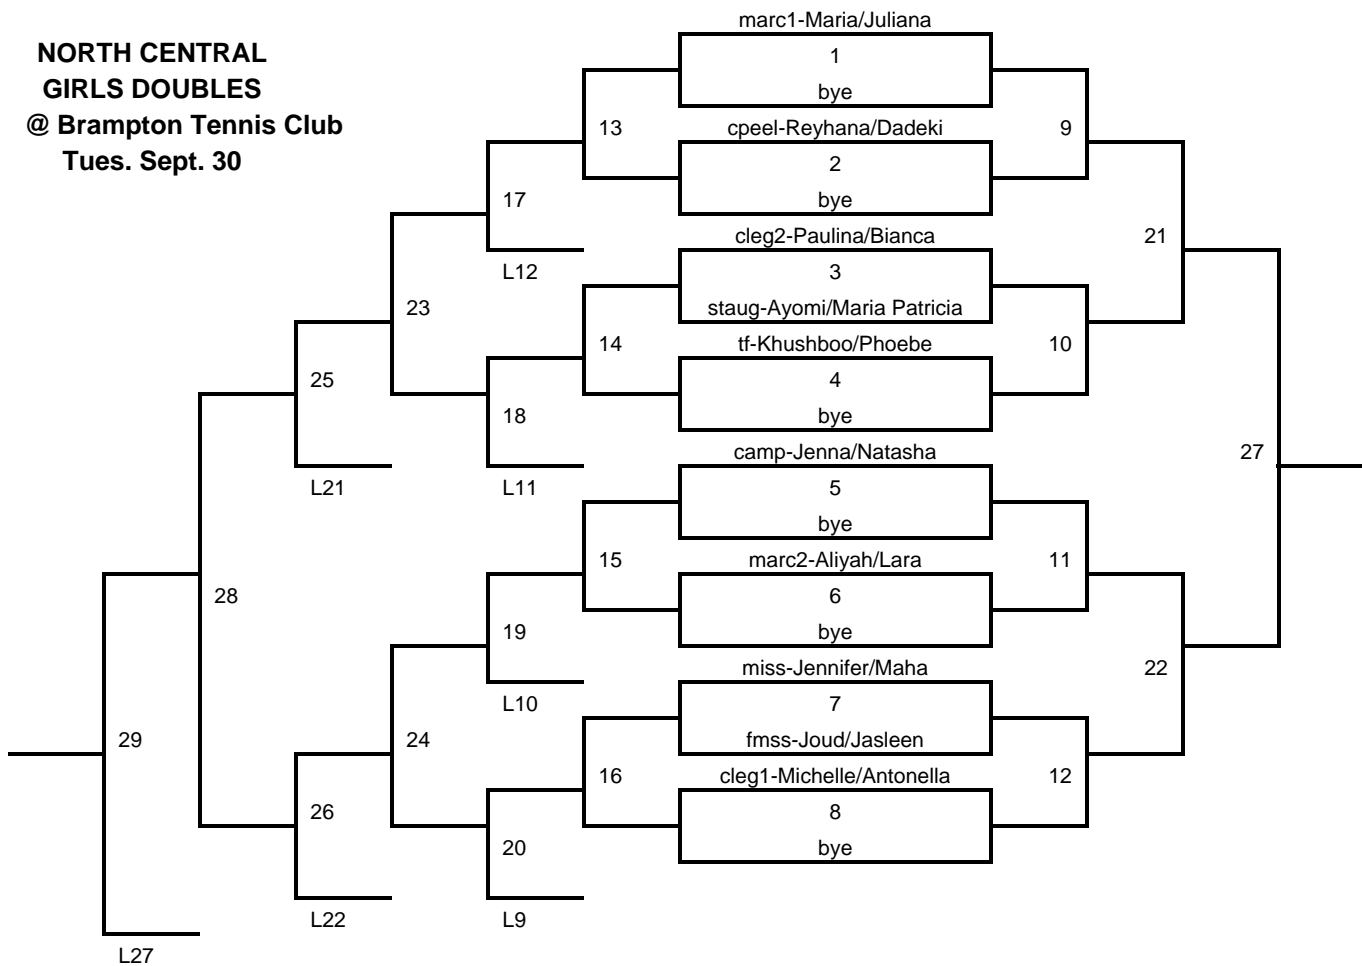 NORTH CENTRAL
GIRLS DOUBLES
@ Brampton Tennis Club
Tues. Sept. 30
marc1-Maria/Juliana
1
bye
cpeel-Reyhana/Dadeki
2
bye
cleg2-Paulina/Bianca
3
staug-Ayomi/Maria Patricia
tf-Khushboo/Phoebe
4
bye
camp-Jenna/Natasha
5
bye
marc2-Aliyah/Lara
6
bye
miss-Jennifer/Maha
7
fmss-Joud/Jasleen
cleg1-Michelle/Antonella
8
bye
9
10
11
12
21
22
27
13
14
15
16
17
L12
18
L11
19
L10
20
L9
23
24
25
L21
26
L22
28
29
L27